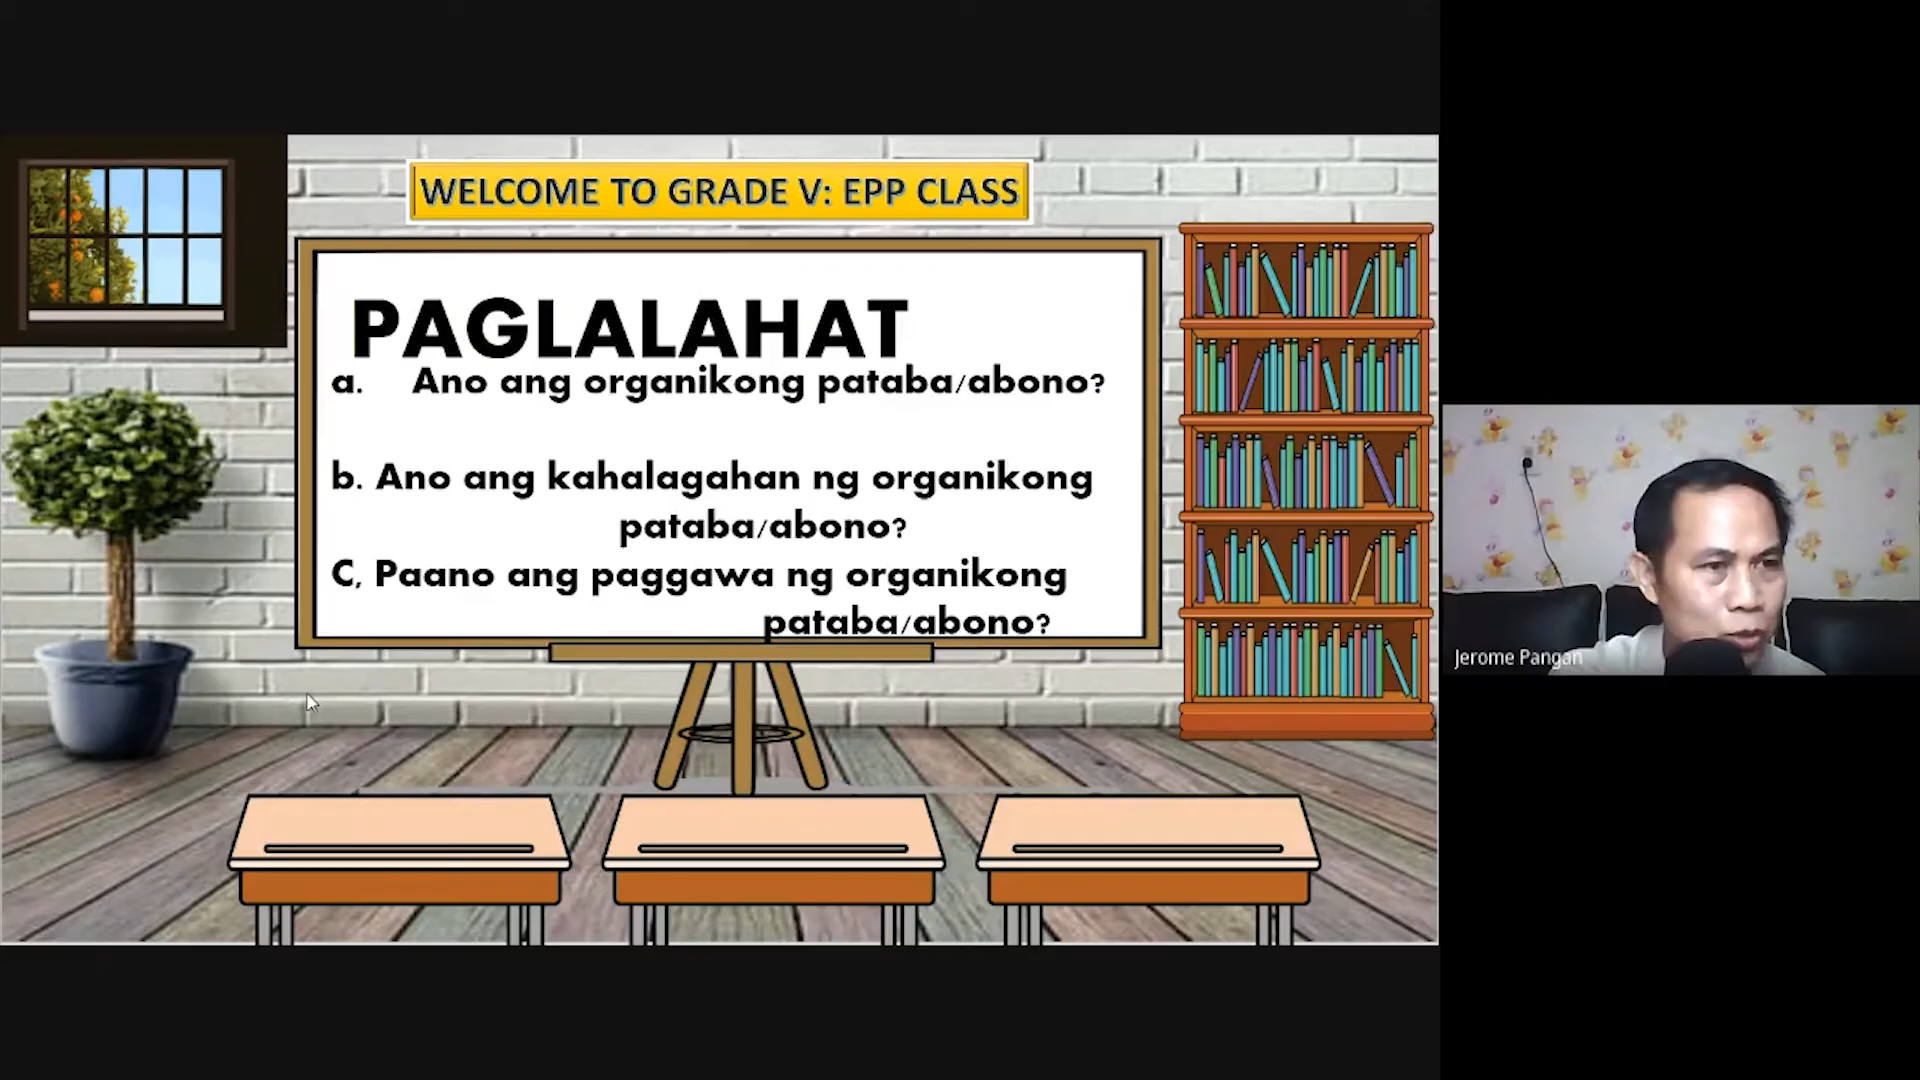 WELCOME TO GRADE V: EPP CLASS
PAGLALAHAT
a. Ano ang organikong pataba/abono?
b. Ano ang kahalagahan ng organikong
pataba/abono?
C, Paano ang paggawa ng organikong
pataba/abono?
Jerome Pangan